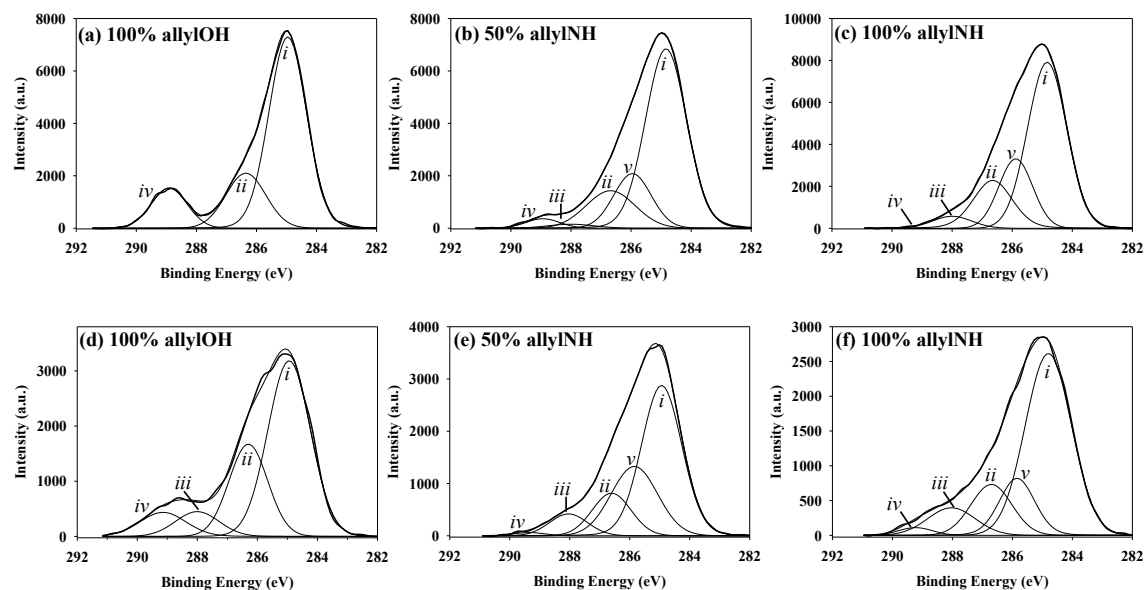 (a) 100% allylOH
Intensity (a.u.)
8000
6000
4000
2000
0
i
ii
iv
292 290 288 286 284 282
Binding Energy (eV)
(b) 50% allylNH
Intensity (a.u.)
8000
6000
4000
2000
0
i
v
ii
iii
iv
292 290 288 286 284 282
Binding Energy (eV)
(c) 100% allylNH
Intensity (a.u.)
10000
8000
6000
4000
2000
0
i
v
ii
iii
iv
292 290 288 286 284 282
Binding Energy (eV)
(d) 100% allylOH
Intensity (a.u.)
3000
2000
1000
0
i
ii
iii
iv
292 290 288 286 284 282
Binding Energy (eV)
(e) 50% allylNH
Intensity (a.u.)
4000
3000
2000
1000
0
i
v
ii
iii
iv
292 290 288 286 284 282
Binding Energy (eV)
(f) 100% allylNH
Intensity (a.u.)
3000
2500
2000
1500
1000
500
0
i
v
ii
iii
iv
292 290 288 286 284 282
Binding Energy (eV)